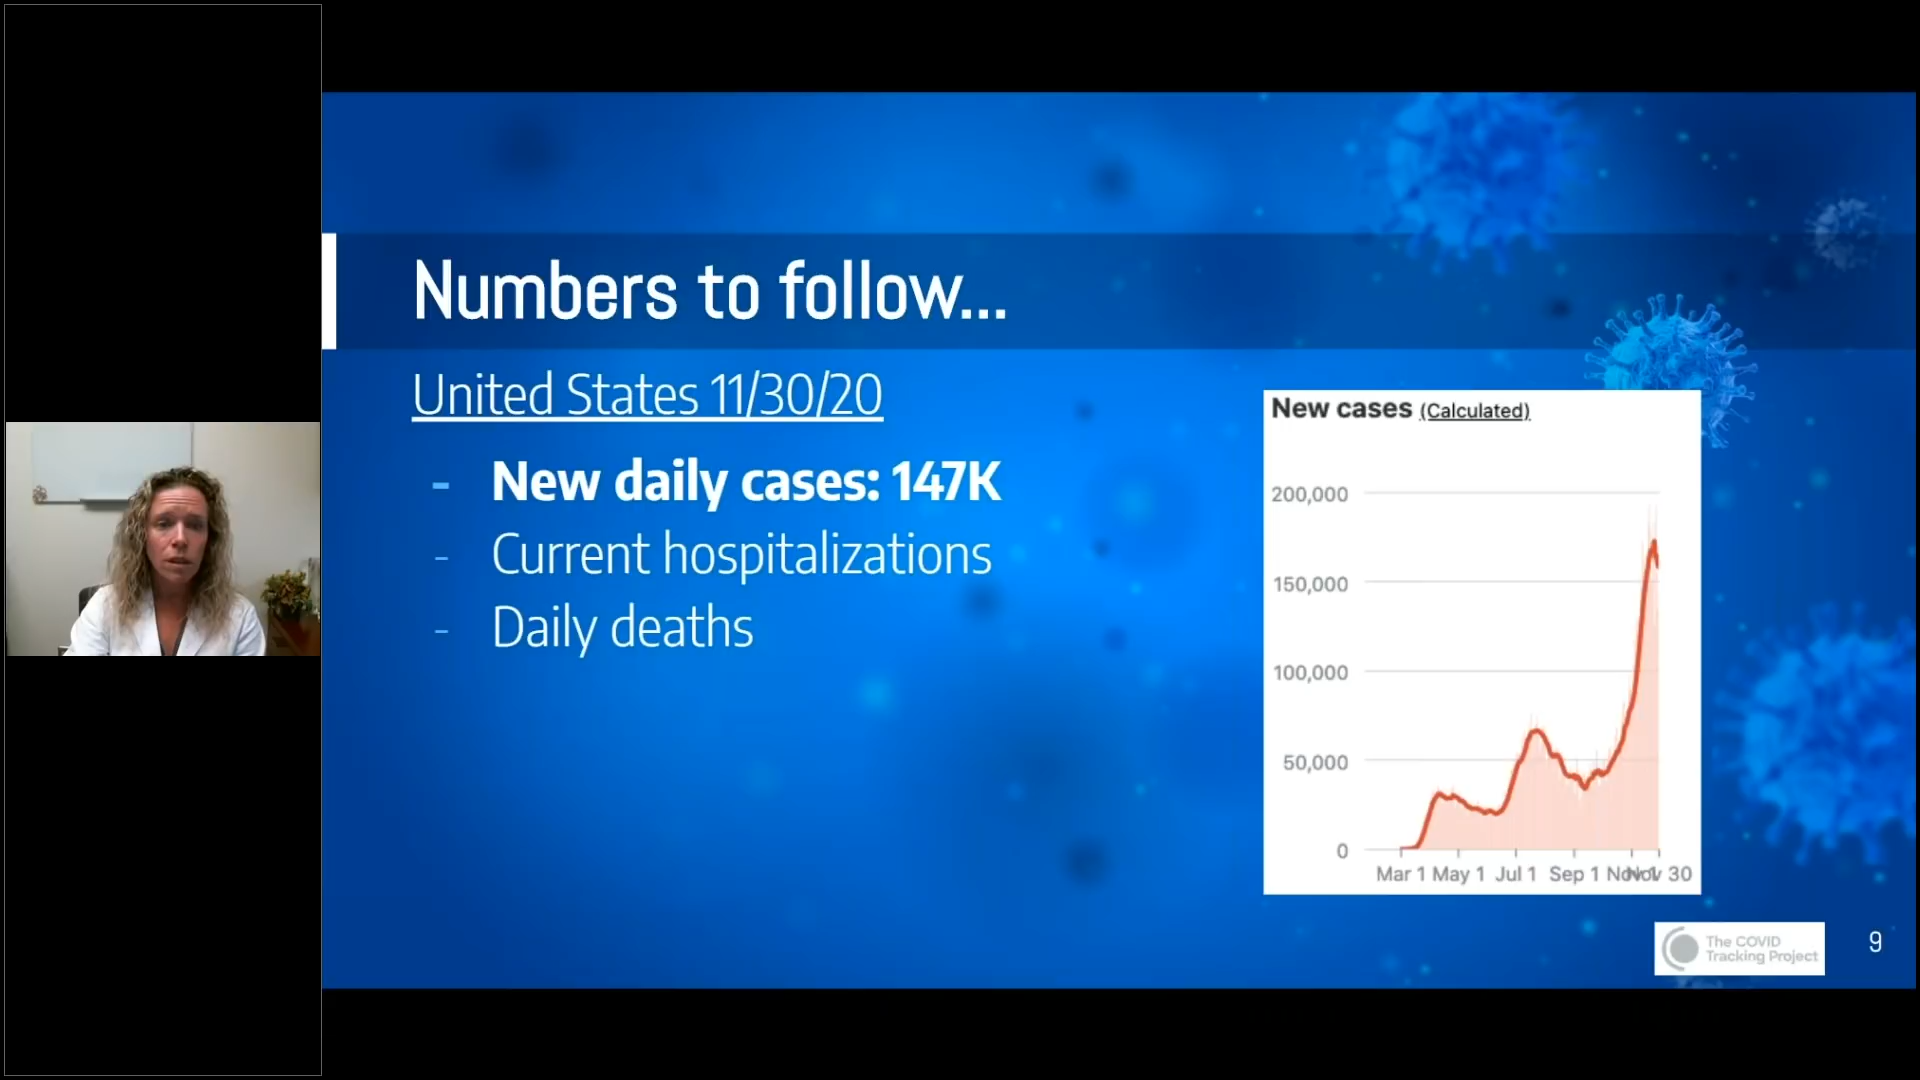 Numbers to follow...
United States 11/30/20
- New daily cases: 147K
- Current hospitalizations
- Daily deaths
New cases (Calculated)
200,000
150,000
100,000
50,000
0
Mar 1 May 1 Jul 1 Sep 1 Nov 1 Nov 30
The COVID
Tracking Project
9